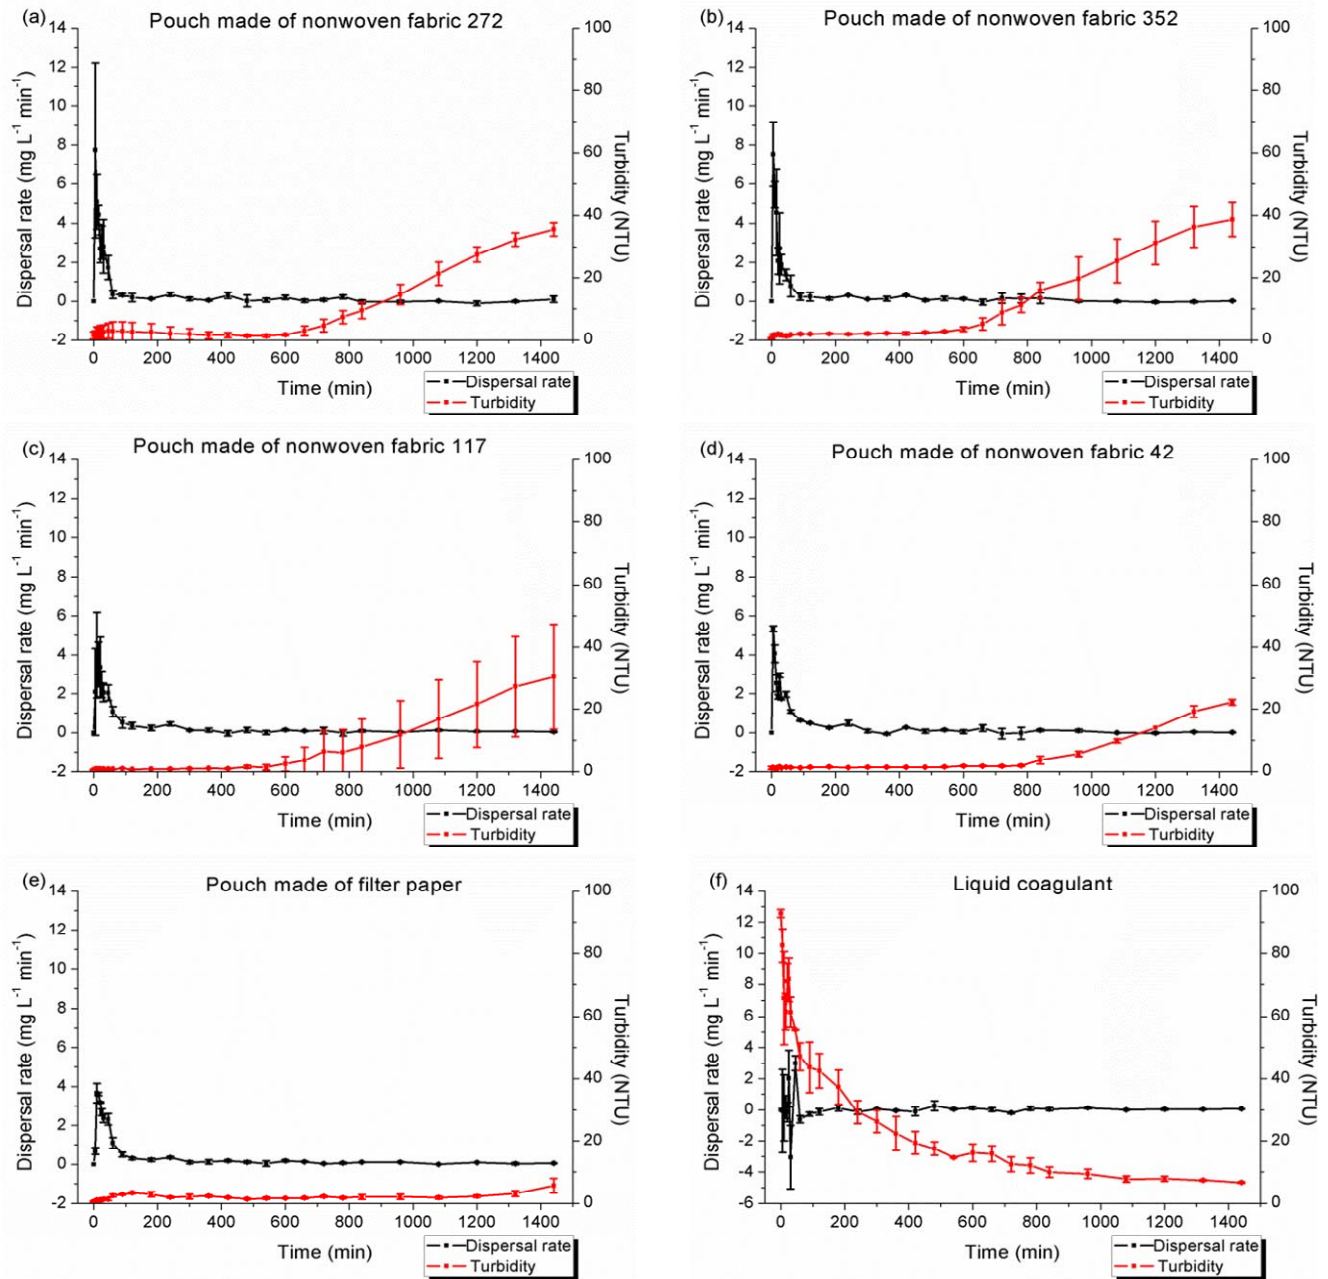 (a)
Pouch made of nonwoven fabric 272
14
12
10
8
6
4
2
0
-2
Dispersal rate (mg L⁻¹ min⁻¹)
100
80
60
40
20
0
Turbidity (NTU)
0 200 400 600 800 1000 1200 1400
Time (min)
Dispersal rate
Turbidity
(b)
Pouch made of nonwoven fabric 352
14
12
10
8
6
4
2
0
-2
Dispersal rate (mg L⁻¹ min⁻¹)
100
80
60
40
20
0
Turbidity (NTU)
0 200 400 600 800 1000 1200 1400
Time (min)
Dispersal rate
Turbidity
(c)
Pouch made of nonwoven fabric 117
14
12
10
8
6
4
2
0
-2
Dispersal rate (mg L⁻¹ min⁻¹)
100
80
60
40
20
0
Turbidity (NTU)
0 200 400 600 800 1000 1200 1400
Time (min)
Dispersal rate
Turbidity
(d)
Pouch made of nonwoven fabric 42
14
12
10
8
6
4
2
0
-2
Dispersal rate (mg L⁻¹ min⁻¹)
100
80
60
40
20
0
Turbidity (NTU)
0 200 400 600 800 1000 1200 1400
Time (min)
Dispersal rate
Turbidity
(e)
Pouch made of filter paper
14
12
10
8
6
4
2
0
-2
Dispersal rate (mg L⁻¹ min⁻¹)
100
80
60
40
20
0
Turbidity (NTU)
0 200 400 600 800 1000 1200 1400
Time (min)
Dispersal rate
Turbidity
(f)
Liquid coagulant
14
12
10
8
6
4
2
0
-2
-4
-6
Dispersal rate (mg L⁻¹ min⁻¹)
100
80
60
40
20
0
Turbidity (NTU)
0 200 400 600 800 1000 1200 1400
Time (min)
Dispersal rate
Turbidity